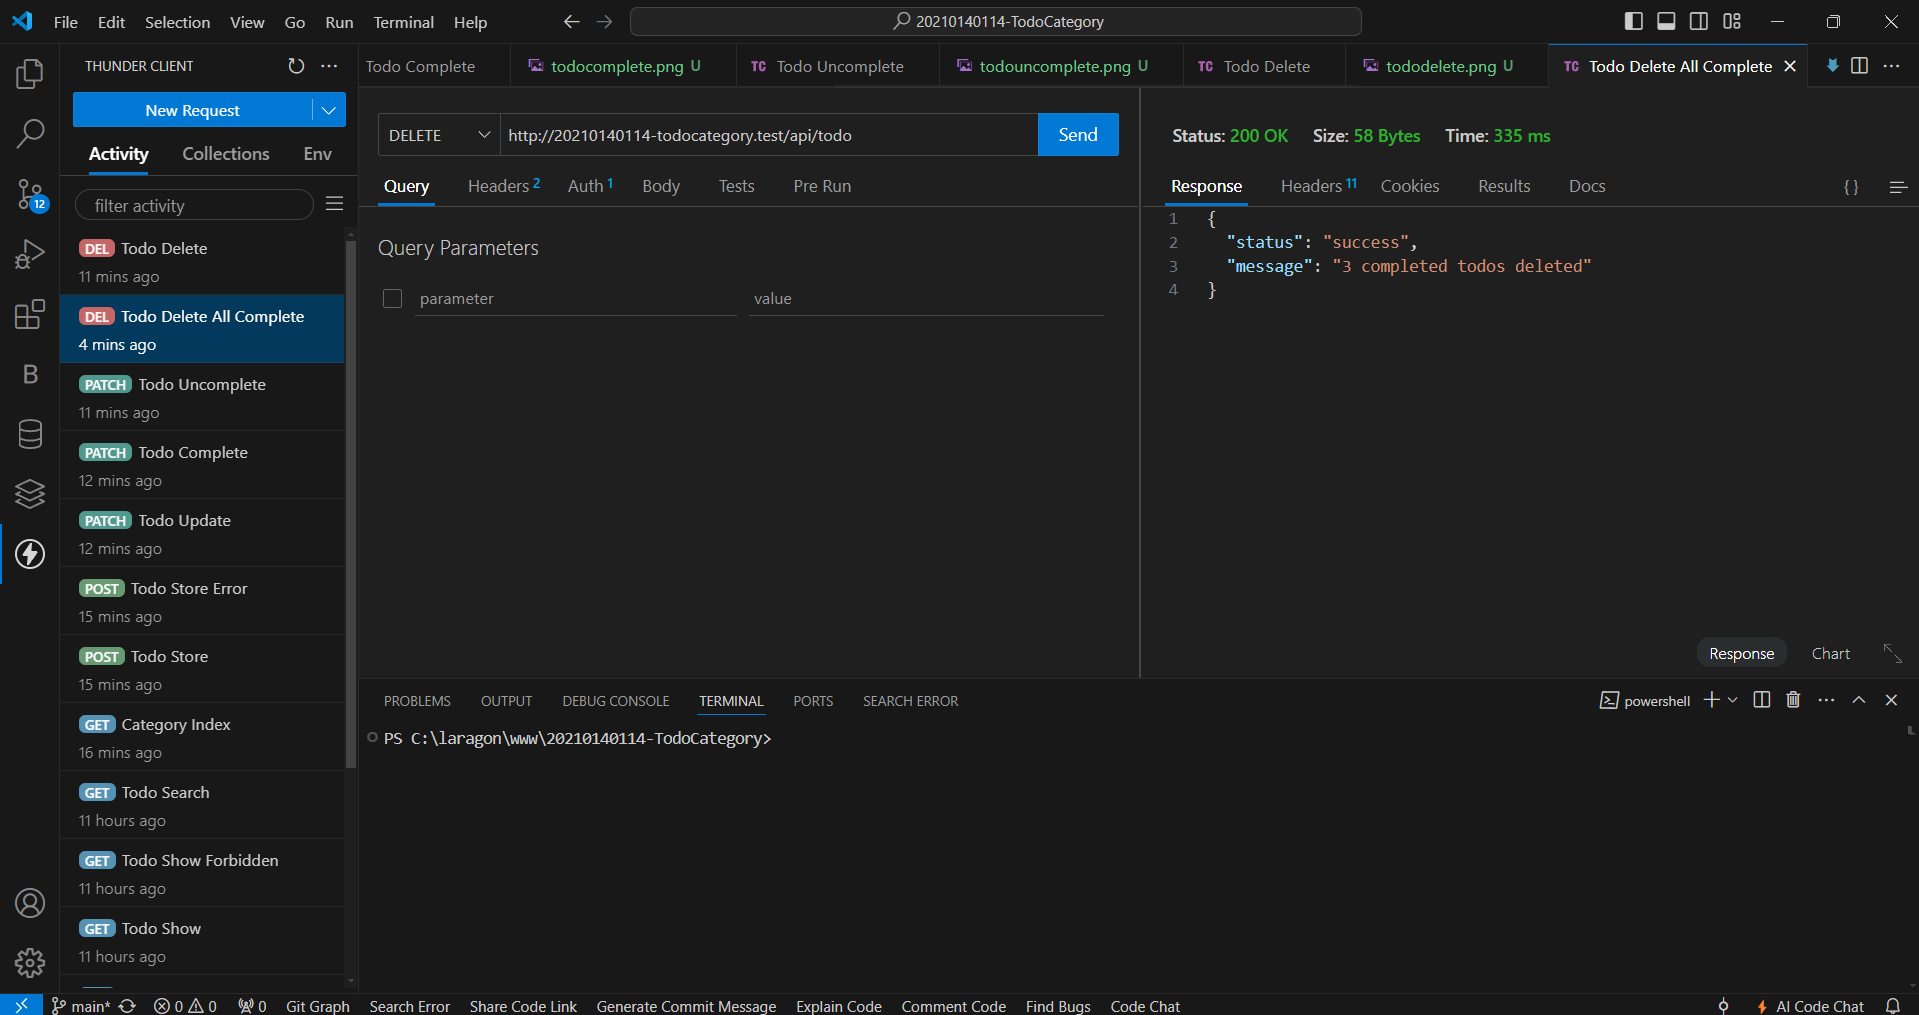 File Edit Selection View Go Run Terminal Help
20210140114-TodoCategory
THUNDER CLIENT
New Request
Activity Collections Env
filter activity
DEL Todo Delete
11 mins ago
DEL Todo Delete All Complete
4 mins ago
PATCH Todo Uncomplete
11 mins ago
PATCH Todo Complete
12 mins ago
PATCH Todo Update
12 mins ago
POST Todo Store Error
15 mins ago
POST Todo Store
15 mins ago
GET Category Index
16 mins ago
GET Todo Search
11 hours ago
GET Todo Show Forbidden
11 hours ago
GET Todo Show
11 hours ago
12
B
Todo Complete todocomplete.png U TC Todo Uncomplete todouncomplete.png U TC Todo Delete tododelete.png U TC Todo Delete All Complete
DELETE http://20210140114-todocategory.test/api/todo Send
Query Headers 2 Auth 1 Body Tests Pre Run
Query Parameters
parameter value
Status: 200 OK Size: 58 Bytes Time: 335 ms
Response Headers 11 Cookies Results Docs { }
1 {
2 "status": "success",
3 "message": "3 completed todos deleted"
4 }
Response Chart
PROBLEMS OUTPUT DEBUG CONSOLE TERMINAL PORTS SEARCH ERROR
powershell
PS C:\laragon\www\20210140114-TodoCategory>
main* 0 0 0 Git Graph Search Error Share Code Link Generate Commit Message Explain Code Comment Code Find Bugs Code Chat AI Code Chat